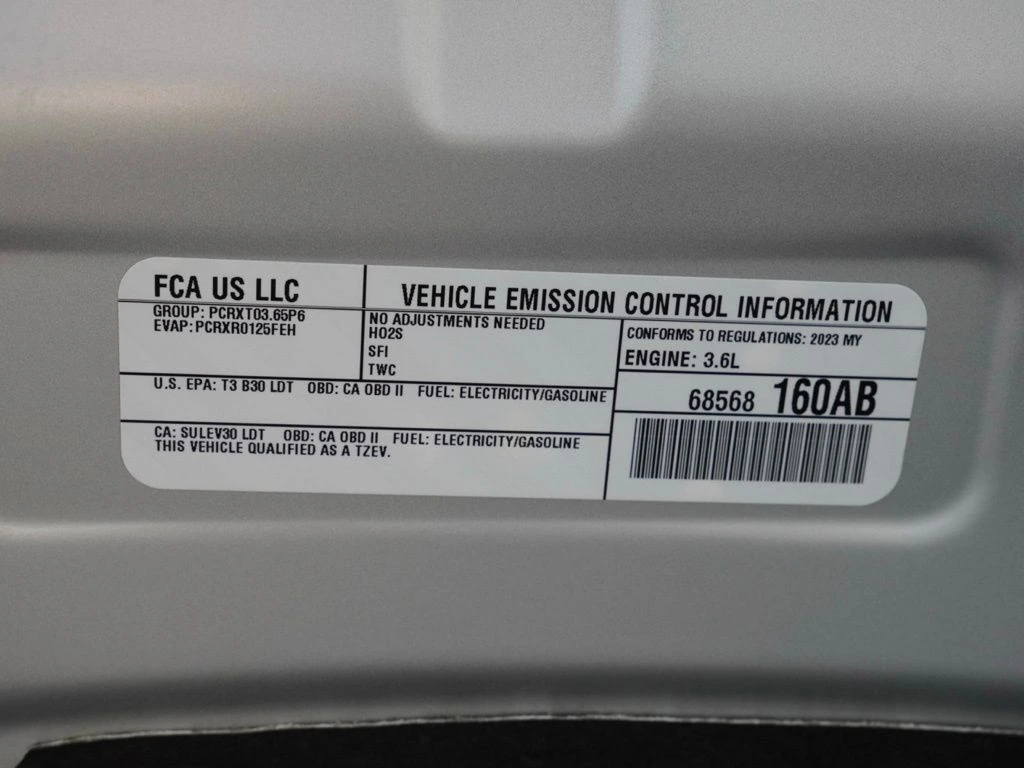 FCA US LLC
VEHICLE EMISSION CONTROL INFORMATION
GROUP: PCRXT03.65P6
EVAP: PCRXR0125FEH
NO ADJUSTMENTS NEEDED
HO2S
SFI
TWC
CONFORMS TO REGULATIONS: 2023 MY
ENGINE: 3.6L
U.S. EPA: T3 B30 LDT OBD: CA OBD II FUEL: ELECTRICITY/GASOLINE
68568 160AB
CA: SULEV30 LDT OBD: CA OBD II FUEL: ELECTRICITY/GASOLINE
THIS VEHICLE QUALIFIED AS A TZEV.